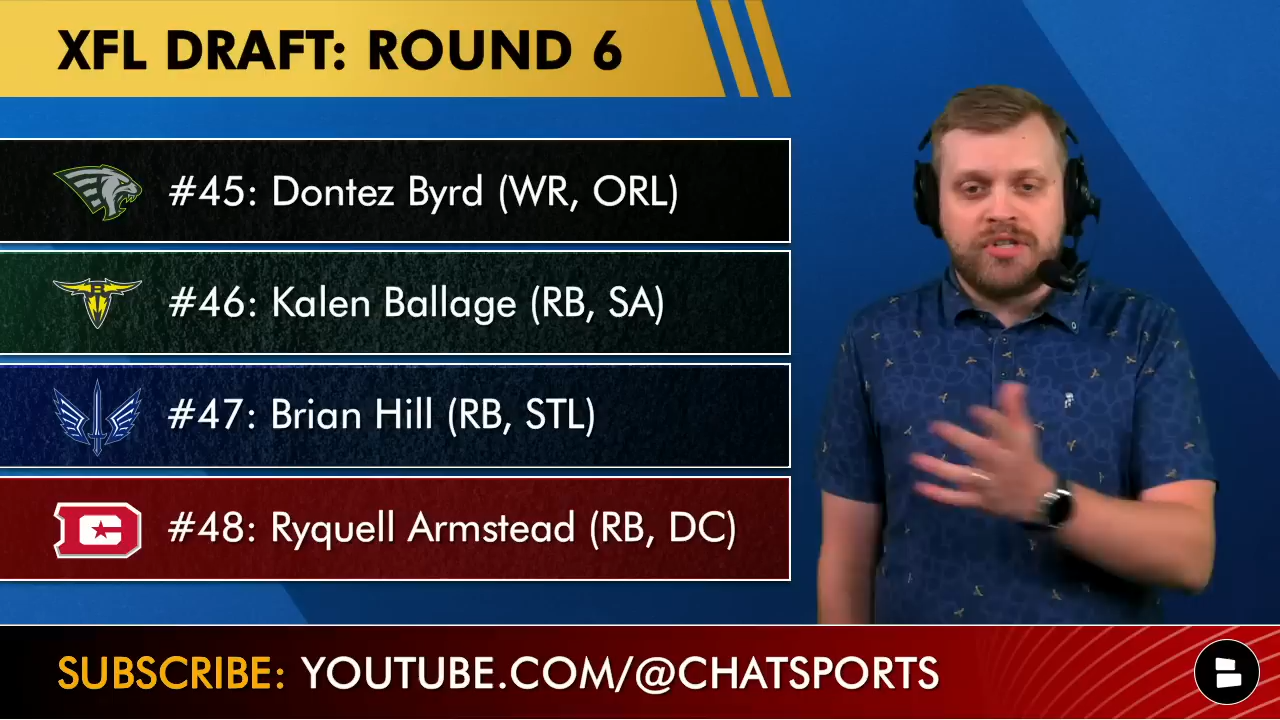 XFL DRAFT: ROUND 6
#45: Dontez Byrd (WR, ORL)
#46: Kalen Ballage (RB, SA)
#47: Brian Hill (RB, STL)
#48: Ryquell Armstead (RB, DC)
SUBSCRIBE: YOUTUBE.COM/@CHATSPORTS